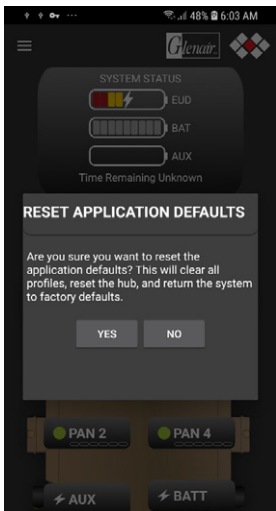 48% 6:03 AM
Glenair.
SYSTEM STATUS
EUD
BAT
AUX
Time Remaining Unknown
RESET APPLICATION DEFAULTS
Are you sure you want to reset the
application defaults? This will clear all
profiles, reset the hub, and return the system
to factory defaults.
YES NO
PAN 2 PAN 4
AUX BATT